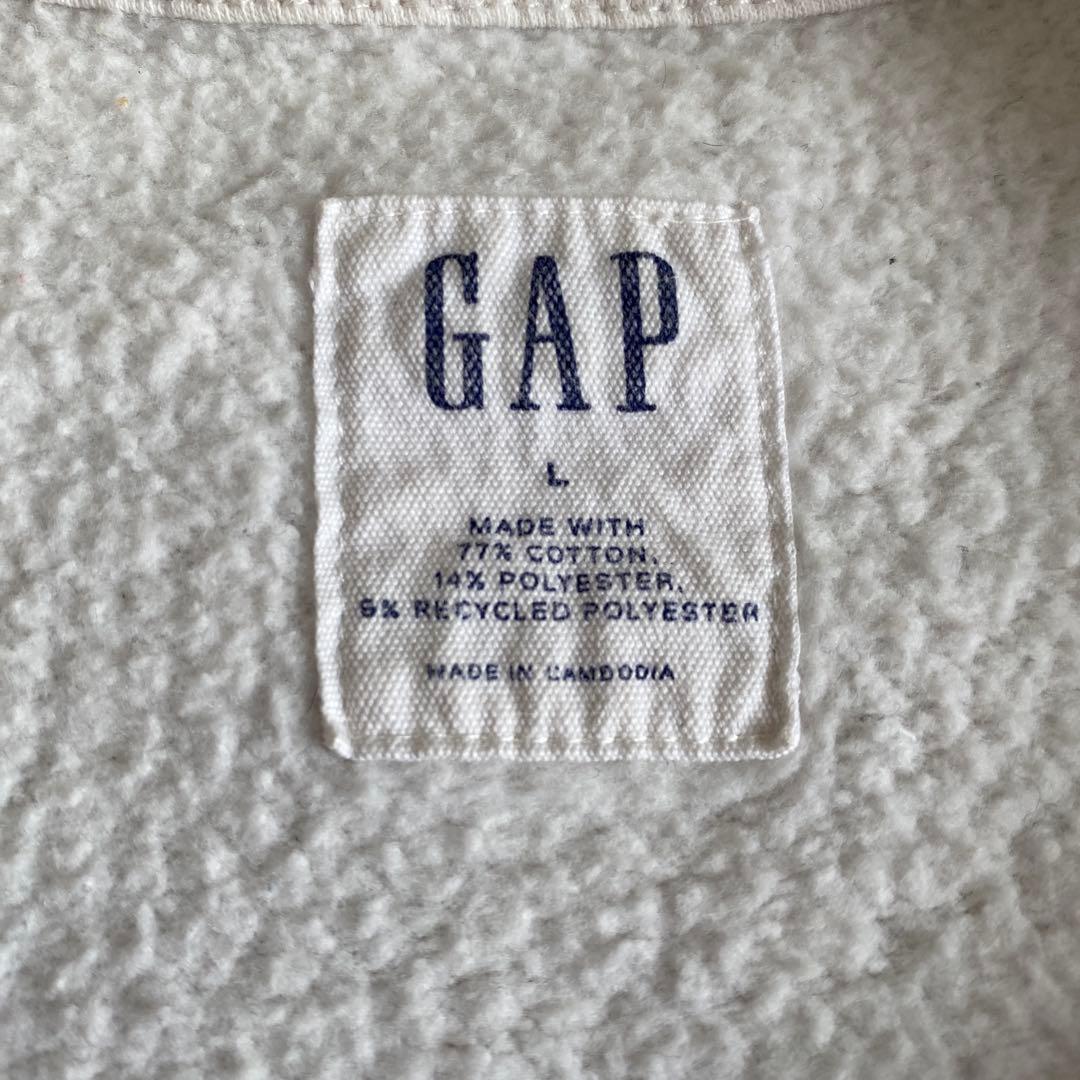 GAP
L
MADE WITH
77% COTTON,
14% POLYESTER,
9% RECYCLED POLYESTER
MADE IN CAMBODIA